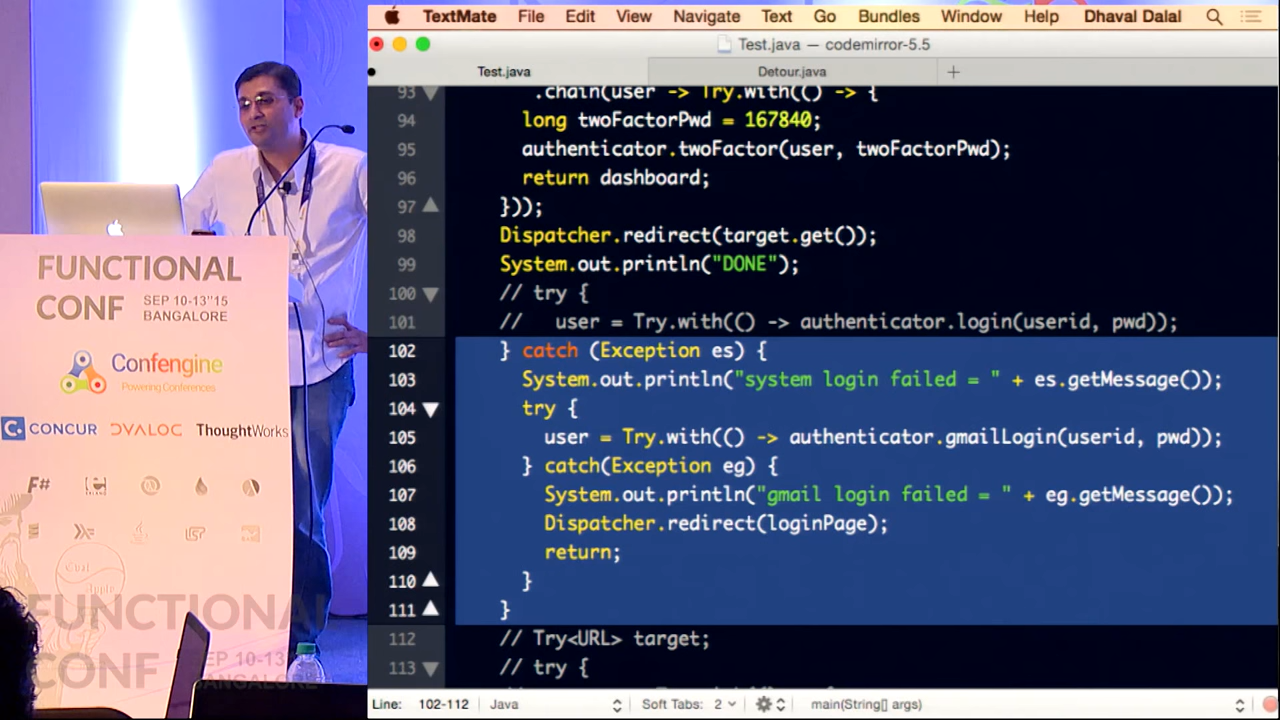 TextMate File Edit View Navigate Text Go Bundles Window Help Dhaval Dalal
Test.java — codemirror-5.5
Test.java Detour.java
93 .chain(user -> Try.with(() -> {
94 long twoFactorPwd = 167840;
95 authenticator.twoFactor(user, twoFactorPwd);
96 return dashboard;
97 }));
98 Dispatcher.redirect(target.get());
99 System.out.println("DONE");
100 // try {
101 //   user = Try.with(() -> authenticator.login(userid, pwd));
102 } catch (Exception es) {
103 System.out.println("system login failed = " + es.getMessage());
104 try {
105 user = Try.with(() -> authenticator.gmailLogin(userid, pwd));
106 } catch(Exception eg) {
107 System.out.println("gmail login failed = " + eg.getMessage());
108 Dispatcher.redirect(loginPage);
109 return;
110 }
111 }
112 // Try<URL> target;
113 // try {
Line: 102-112 Java Soft Tabs: 2 main(String[] args)
FUNCTIONAL
CONF SEP 10-13"15
BANGALORE
Confengine
Powering Conferences
CONCUR DVALOC ThoughtWorks
F#
FUNCTIONAL
CONF SEP 10-13"
BANGALORE